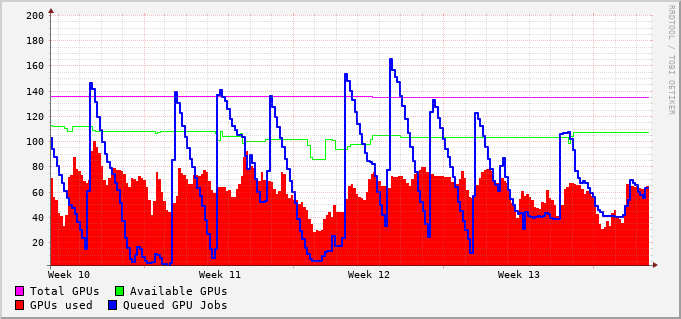 200
180
160
140
120
100
80
60
40
20
Week 10 Week 11 Week 12 Week 13
Total GPUs Available GPUs
GPUs used Queued GPU Jobs
RRDTOOL / TOBI OETIKER